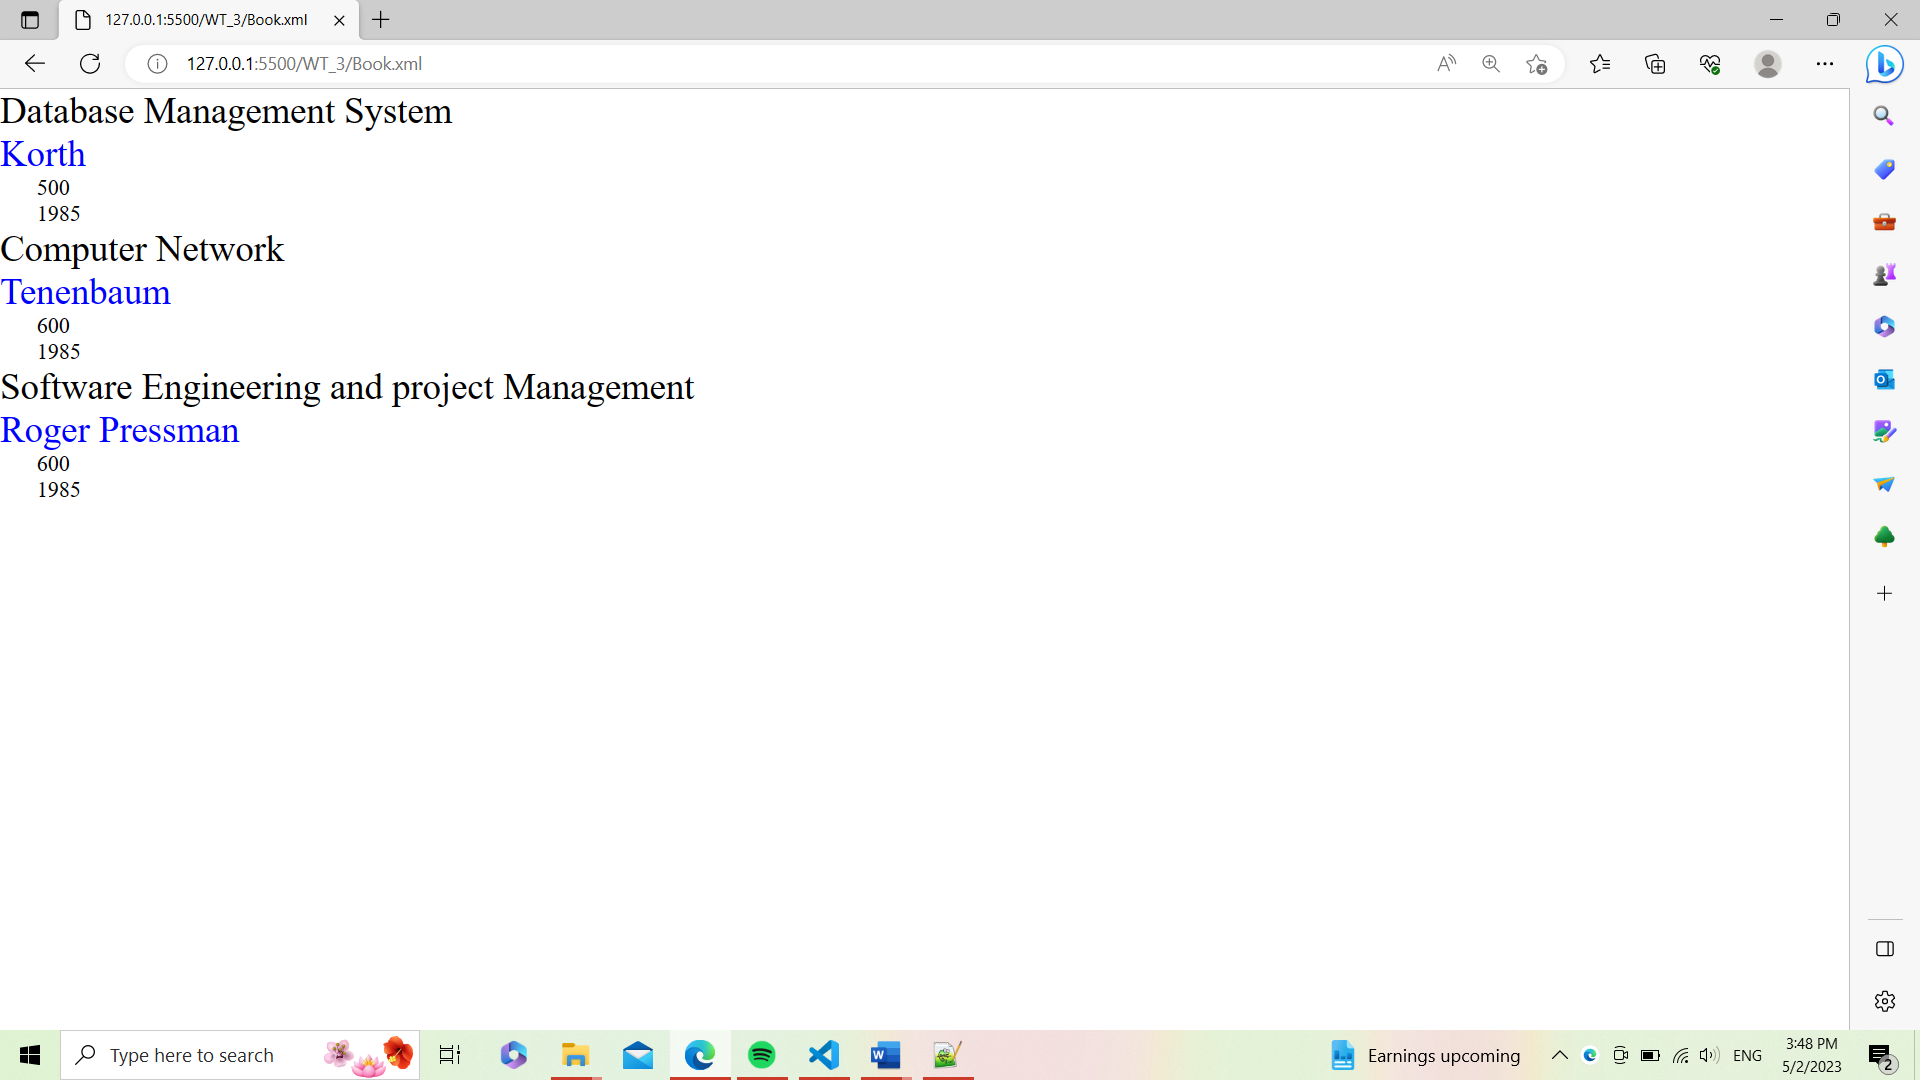 127.0.0.1:5500/WT_3/Book.xml
127.0.0.1:5500/WT_3/Book.xml
Database Management System
Korth
500
1985
Computer Network
Tenenbaum
600
1985
Software Engineering and project Management
Roger Pressman
600
1985
Type here to search
Earnings upcoming
ENG
3:48 PM
5/2/2023
2